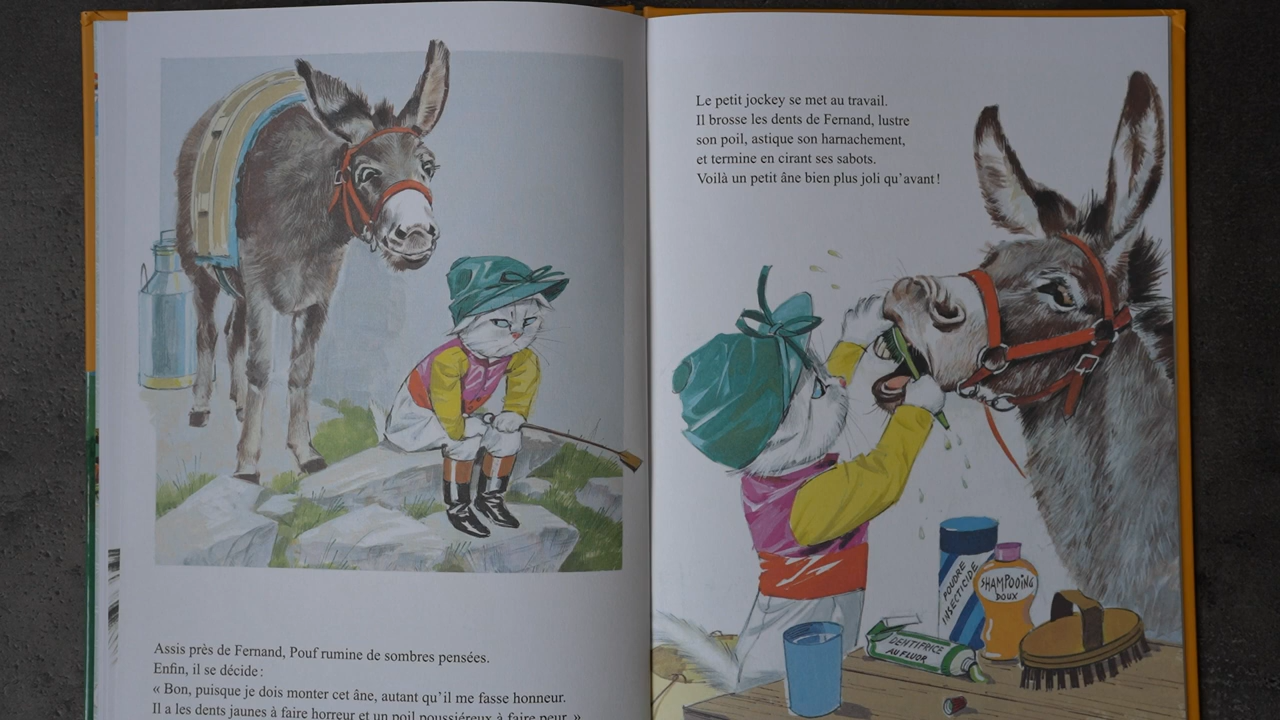 Assis près de Fernand, Pouf rumine de sombres pensées.
Enfin, il se décide :
« Bon, puisque je dois monter cet âne, autant qu'il me fasse honneur.
Il a les dents jaunes à faire horreur et un poil poussiéreux à faire peur. »
Le petit jockey se met au travail.
Il brosse les dents de Fernand, lustre
son poil, astique son harnachement,
et termine en cirant ses sabots.
Voilà un petit âne bien plus joli qu'avant !
POUDRE
INSECTICIDE
SHAMPOOING
DOUX
DENTIFRICE
AU FLUOR